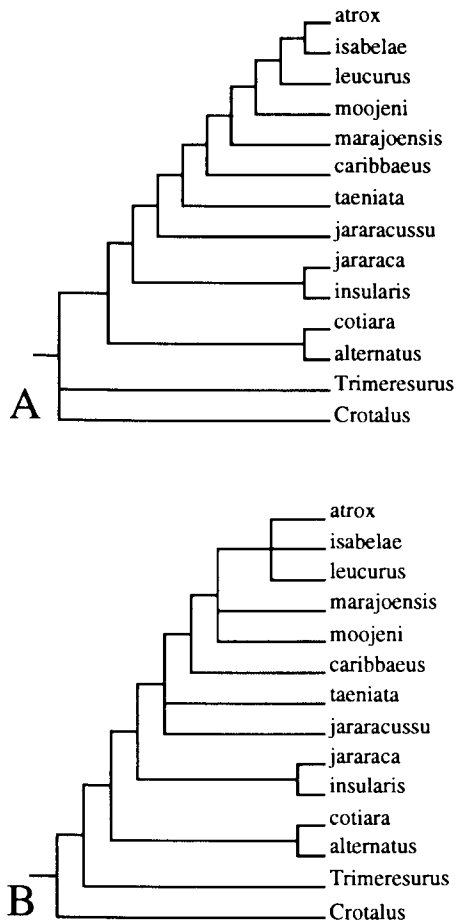 atrox
isabelae
leucurus
moojeni
marajoensis
caribbaeus
taeniata
jararacussu
jararaca
insularis
cotiara
alternatus
Trimeresurus
A
Crotalus
atrox
isabelae
leucurus
marajoensis
moojeni
caribbaeus
taeniata
jararacussu
jararaca
insularis
cotiara
alternatus
Trimeresurus
B
Crotalus